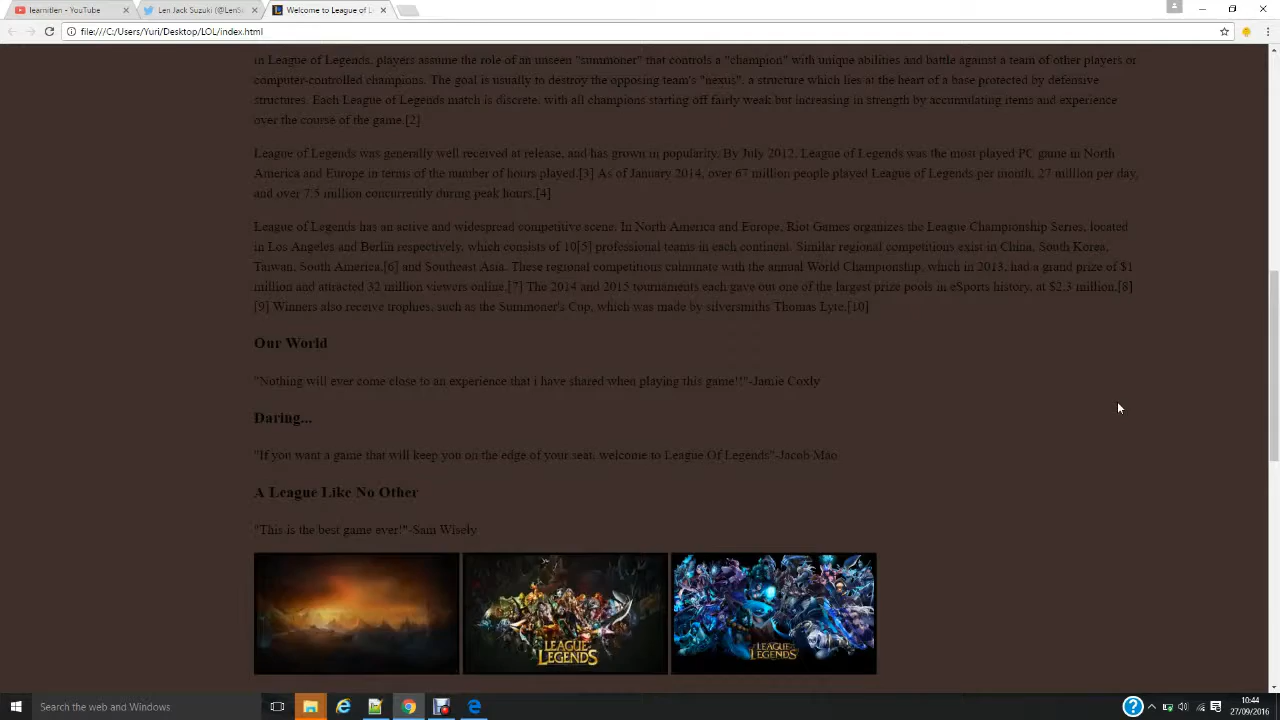 learnitlen - YouTube
Len Jack Suzuki (@LenSu
Welcome to League of L
file:///C:/Users/Yuri/Desktop/LOL/index.html
in League of Legends, players assume the role of an unseen "summoner" that controls a "champion" with unique abilities and battle against a team of other players or
computer-controlled champions. The goal is usually to destroy the opposing team's "nexus", a structure which lies at the heart of a base protected by defensive
structures. Each League of Legends match is discrete, with all champions starting off fairly weak but increasing in strength by accumulating items and experience
over the course of the game.[2]
League of Legends was generally well received at release, and has grown in popularity. By July 2012, League of Legends was the most played PC game in North
America and Europe in terms of the number of hours played.[3] As of January 2014, over 67 million people played League of Legends per month, 27 million per day,
and over 7.5 million concurrently during peak hours.[4]
League of Legends has an active and widespread competitive scene. In North America and Europe, Riot Games organizes the League Championship Series, located
in Los Angeles and Berlin respectively, which consists of 10[5] professional teams in each continent. Similar regional competitions exist in China, South Korea,
Taiwan, South America,[6] and Southeast Asia. These regional competitions culminate with the annual World Championship, which in 2013, had a grand prize of $1
million and attracted 32 million viewers online.[7] The 2014 and 2015 tournaments each gave out one of the largest prize pools in eSports history, at $2.3 million.[8]
[9] Winners also receive trophies, such as the Summoner's Cup, which was made by silversmiths Thomas Lyte.[10]
Our World
"Nothing will ever come close to an experience that i have shared when playing this game!!"-Jamie Coxly
Daring...
"If you want a game that will keep you on the edge of your seat, welcome to League Of Legends"-Jacob Mao
A League Like No Other
"This is the best game ever!"-Sam Wisely
LEAGUE OF LEGENDS
LEAGUE OF LEGENDS
Search the web and Windows
10:44
27/09/2016